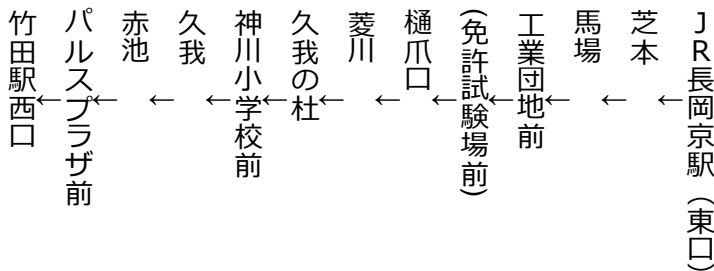 JR長岡京駅（東口）
←
芝本
←
馬場
←
工業団地前
←
(免許試験場前)
←
樋爪口
←
菱川
←
久我の杜
←
神川小学校前
←
久我
←
赤池
←
パルスプラザ前
←
竹田駅西口